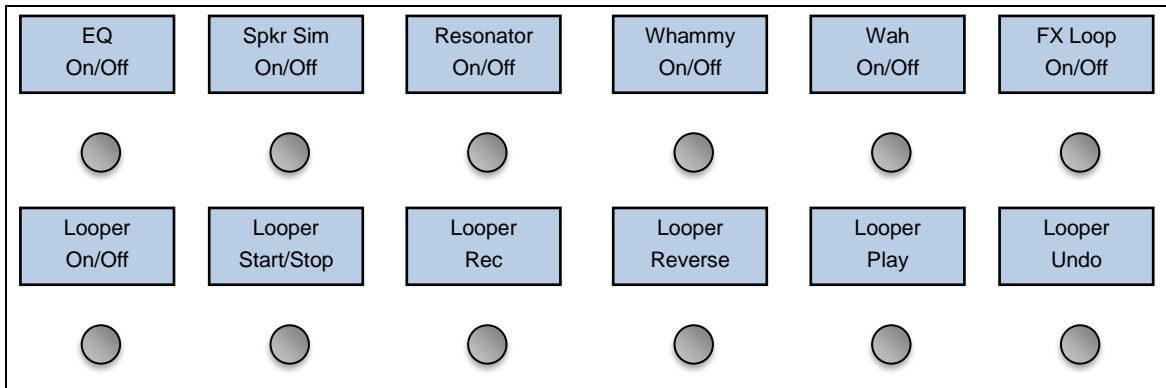 EQ
On/Off
Spkr Sim
On/Off
Resonator
On/Off
Whammy
On/Off
Wah
On/Off
FX Loop
On/Off
Looper
On/Off
Looper
Start/Stop
Looper
Rec
Looper
Reverse
Looper
Play
Looper
Undo